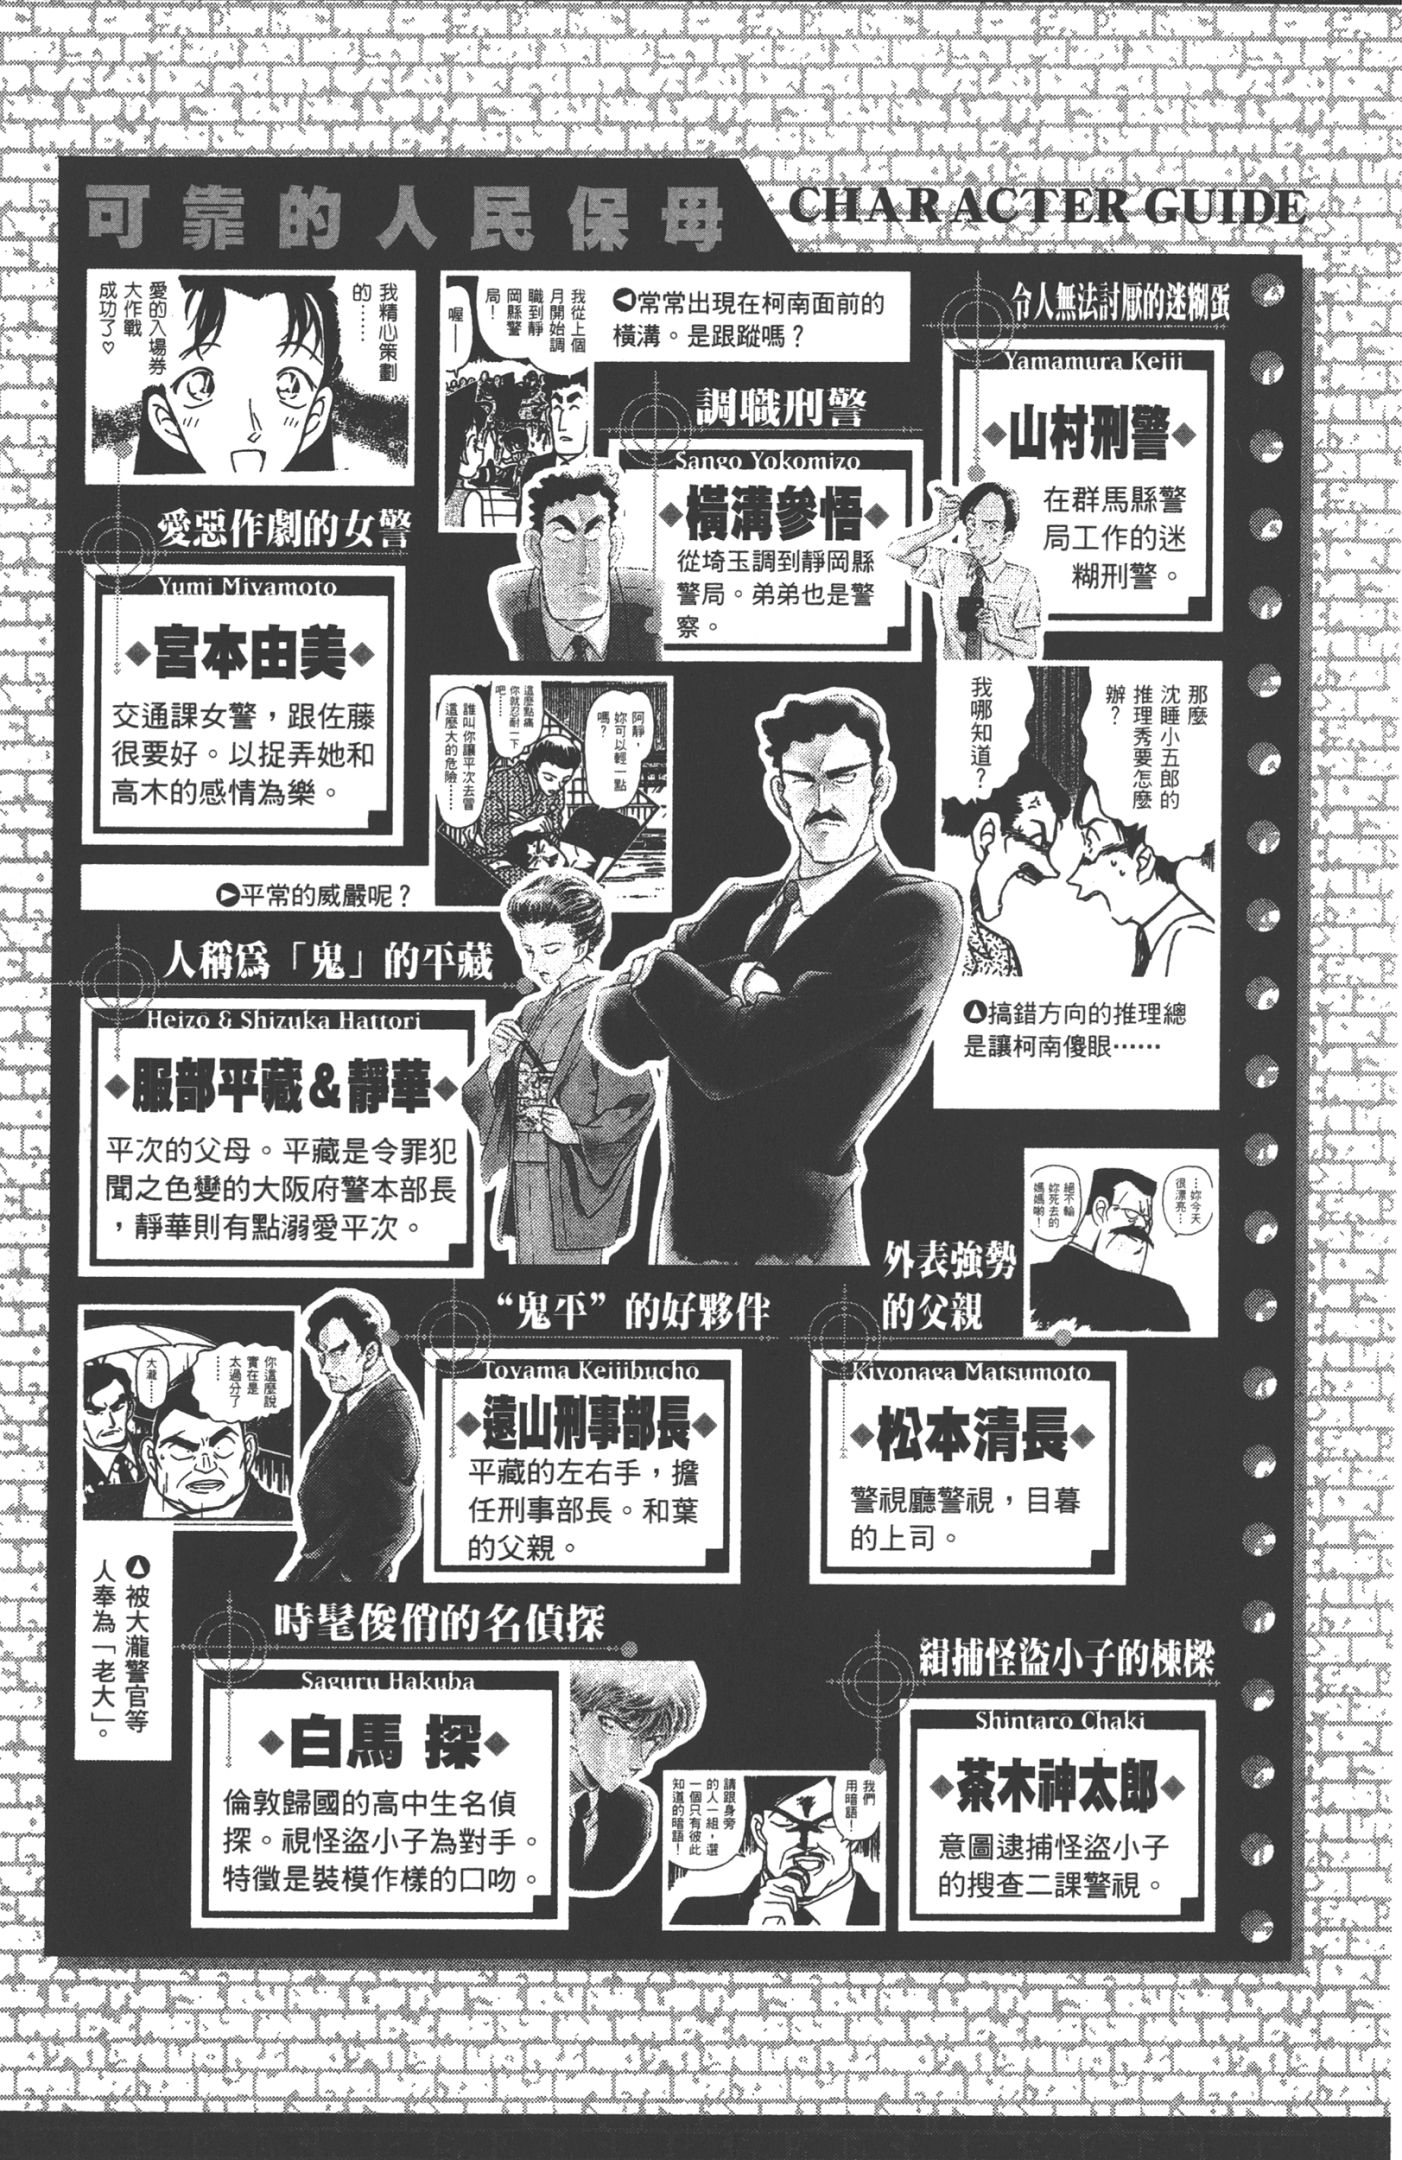 可靠的人民保母
CHARACTER GUIDE
我精心策劃
的……
愛的入場券
大作戰
成功了♡
愛惡作劇的女警
Yumi Miyamoto
宮本由美
交通課女警，跟佐藤
很要好。以捉弄她和
高木的感情為樂。
我從上個
月開始調
職到靜
岡縣警
局！
喔——
常常出現在柯南面前的
橫溝。是跟蹤嗎？
調職刑警
Sango Yokomizo
橫溝參悟
從埼玉調到靜岡縣
警局。弟弟也是警
察。
令人無法討厭的迷糊蛋
Yamamura Keiji
山村刑警
在群馬縣警
局工作的迷
糊刑警。
那麼
沈睡小五郎的
推理秀要怎麼
辦？
我哪知道？
搞錯方向的推理總
是讓柯南傻眼……
阿靜，
妳可以輕一點
嗎？
這麼點痛
你就忍耐一下
吧…
誰叫你讓平次去冒
這麼大的危險……
平常的威嚴呢？
人稱為「鬼」的平藏
Heizō & Shizuka Hattori
服部平藏＆靜華
平次的父母。平藏是令罪犯
聞之色變的大阪府警本部長
，靜華則有點溺愛平次。
你這麼說
實在是
太過分了
……
大瀧……
被大瀧警官等
人奉為「老大」。
“鬼平”的好夥伴
Toyama Keijibuchō
遠山刑事部長
平藏的左右手，擔
任刑事部長。和葉
的父親。
…妳今天
很漂亮…
絕不輸
妳死去的
媽媽喲！
外表強勢
的父親
Kiyonaga Matsumoto
松本清長
警視廳警視，目暮
的上司。
時髦俊俏的名偵探
Saguru Hakuba
白馬 探
倫敦歸國的高中生名偵
探。視怪盜小子為對手。
特徵是裝模作樣的口吻。
我們
用暗語！
請跟身旁
的人一組，選
一個只有彼此
知道的暗語！
緝捕怪盜小子的棟樑
Shintarō Chaki
茶木神太郎
意圖逮捕怪盜小子
的搜查二課警視。